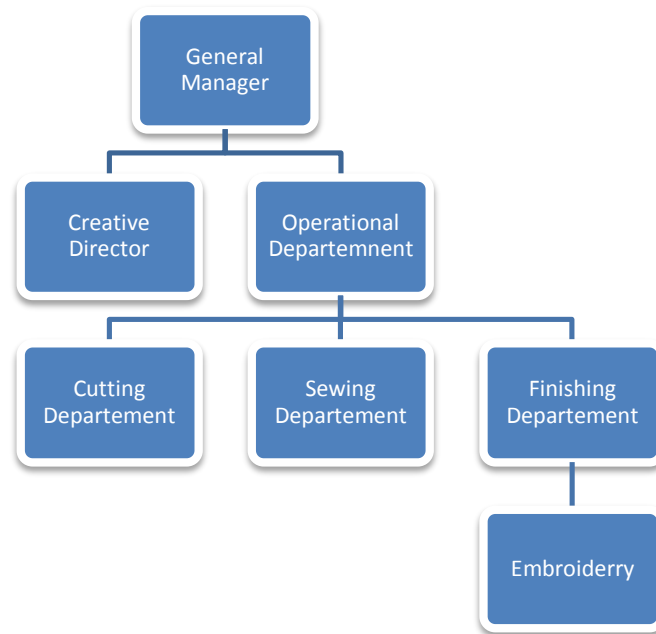 General
Manager
Creative
Director
Operational
Departemnent
Cutting
Departement
Sewing
Departement
Finishing
Departement
Embroiderry